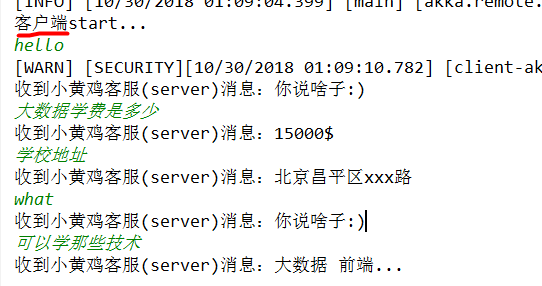 [INFO] [10/30/2018 01:09:04.399] [main] [akka.remote.
客户端start...
hello
[WARN] [SECURITY][10/30/2018 01:09:10.782] [client-ak
收到小黄鸡客服(server)消息: 你说啥子:)
大数据学费是多少
收到小黄鸡客服(server)消息: 15000$
学校地址
收到小黄鸡客服(server)消息: 北京昌平区xxx路
what
收到小黄鸡客服(server)消息: 你说啥子:)
可以学那些技术
收到小黄鸡客服(server)消息: 大数据 前端...